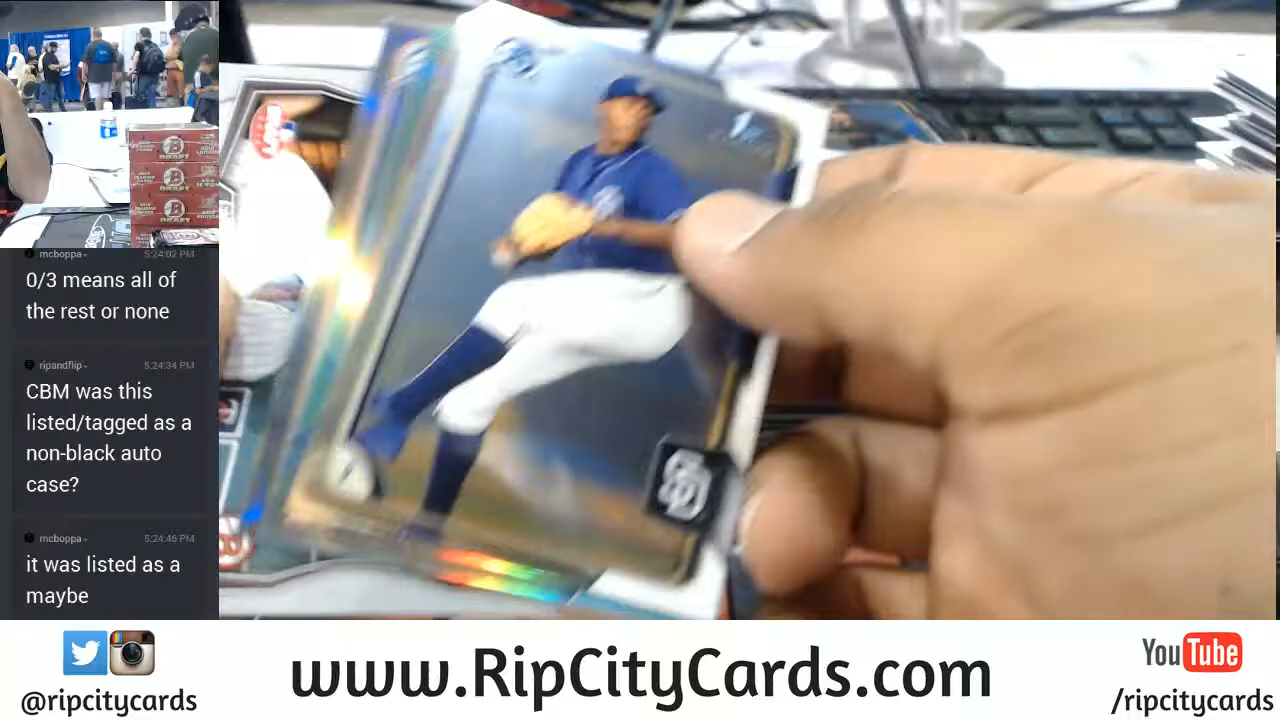 mcboppa
5:24:02 PM
0/3 means all of
the rest or none
ripandflip
5:24:34 PM
CBM was this
listed/tagged as a
non-black auto
case?
mcboppa
5:24:46 PM
it was listed as a
maybe
SD
@ripcitycards
www.RipCityCards.com
YouTube
/ripcitycards